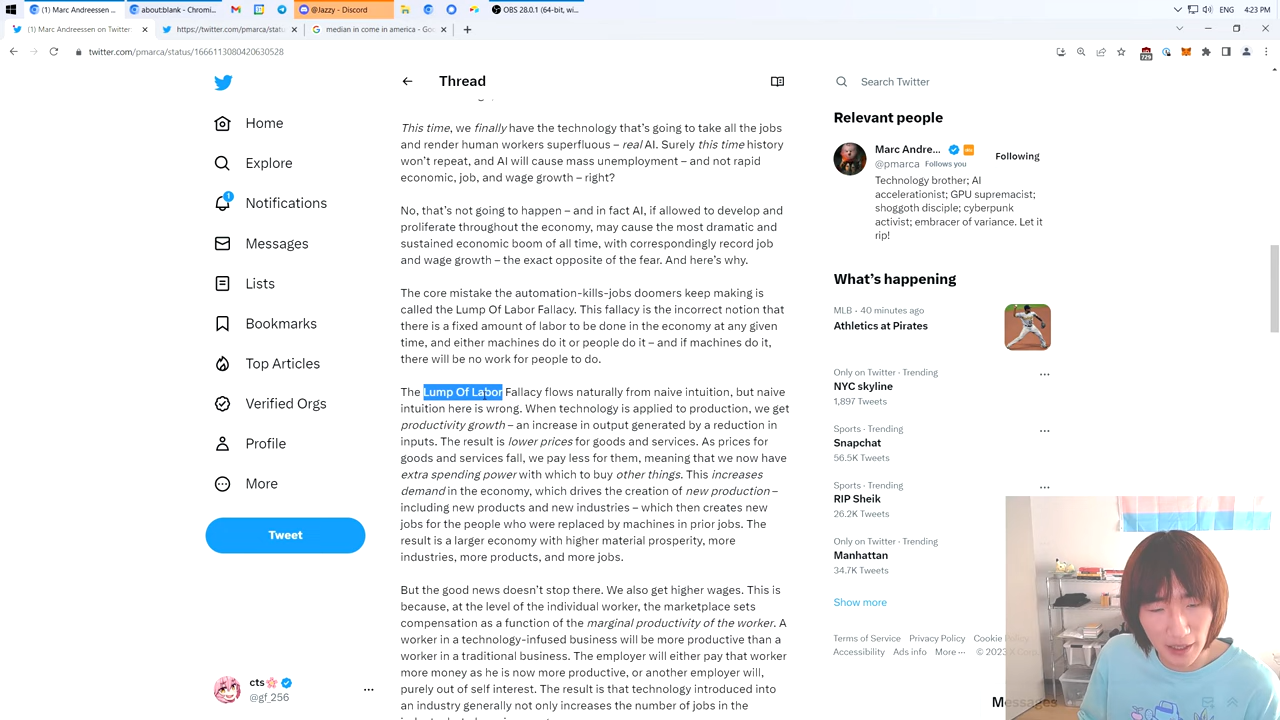 (1) Marc Andreessen on Twitter
about:blank - Chromi...
@Jazzy - Discord
OBS 28.0.1 (64-bit, wi...
ENG
4:23 PM
(1) Marc Andreessen on Twitter
https://twitter.com/pmarca/status/
median in come in america - Goo
twitter.com/pmarca/status/1666113080420630528
Thread
Search Twitter
Home
Explore
1
Notifications
Messages
Lists
Bookmarks
Top Articles
Verified Orgs
Profile
More
Tweet
cts🌸
@gf_256
This time, we finally have the technology that's going to take all the jobs
and render human workers superfluous – real AI. Surely this time history
won't repeat, and AI will cause mass unemployment – and not rapid
economic, job, and wage growth – right?
No, that's not going to happen – and in fact AI, if allowed to develop and
proliferate throughout the economy, may cause the most dramatic and
sustained economic boom of all time, with correspondingly record job
and wage growth – the exact opposite of the fear. And here's why.
The core mistake the automation-kills-jobs doomers keep making is
called the Lump Of Labor Fallacy. This fallacy is the incorrect notion that
there is a fixed amount of labor to be done in the economy at any given
time, and either machines do it or people do it – and if machines do it,
there will be no work for people to do.
The Lump Of Labor Fallacy flows naturally from naive intuition, but naive
intuition here is wrong. When technology is applied to production, we get
productivity growth – an increase in output generated by a reduction in
inputs. The result is lower prices for goods and services. As prices for
goods and services fall, we pay less for them, meaning that we now have
extra spending power with which to buy other things. This increases
demand in the economy, which drives the creation of new production –
including new products and new industries – which then creates new
jobs for the people who were replaced by machines in prior jobs. The
result is a larger economy with higher material prosperity, more
industries, more products, and more jobs.
But the good news doesn't stop there. We also get higher wages. This is
because, at the level of the individual worker, the marketplace sets
compensation as a function of the marginal productivity of the worker. A
worker in a technology-infused business will be more productive than a
worker in a traditional business. The employer will either pay that worker
more money as he is now more productive, or another employer will,
purely out of self interest. The result is that technology introduced into
an industry generally not only increases the number of jobs in the
Relevant people
Marc Andre...
@pmarca Follows you
Following
Technology brother; AI
accelerationist; GPU supremacist;
shoggoth disciple; cyberpunk
activist; embracer of variance. Let it
rip!
What's happening
MLB · 40 minutes ago
Athletics at Pirates
Only on Twitter · Trending
NYC skyline
1,897 Tweets
Sports · Trending
Snapchat
56.5K Tweets
Sports · Trending
RIP Sheik
26.2K Tweets
Only on Twitter · Trending
Manhattan
34.7K Tweets
Show more
Terms of Service Privacy Policy Cookie
Accessibility Ads info More ··· © 2023 X Corp.
Messages